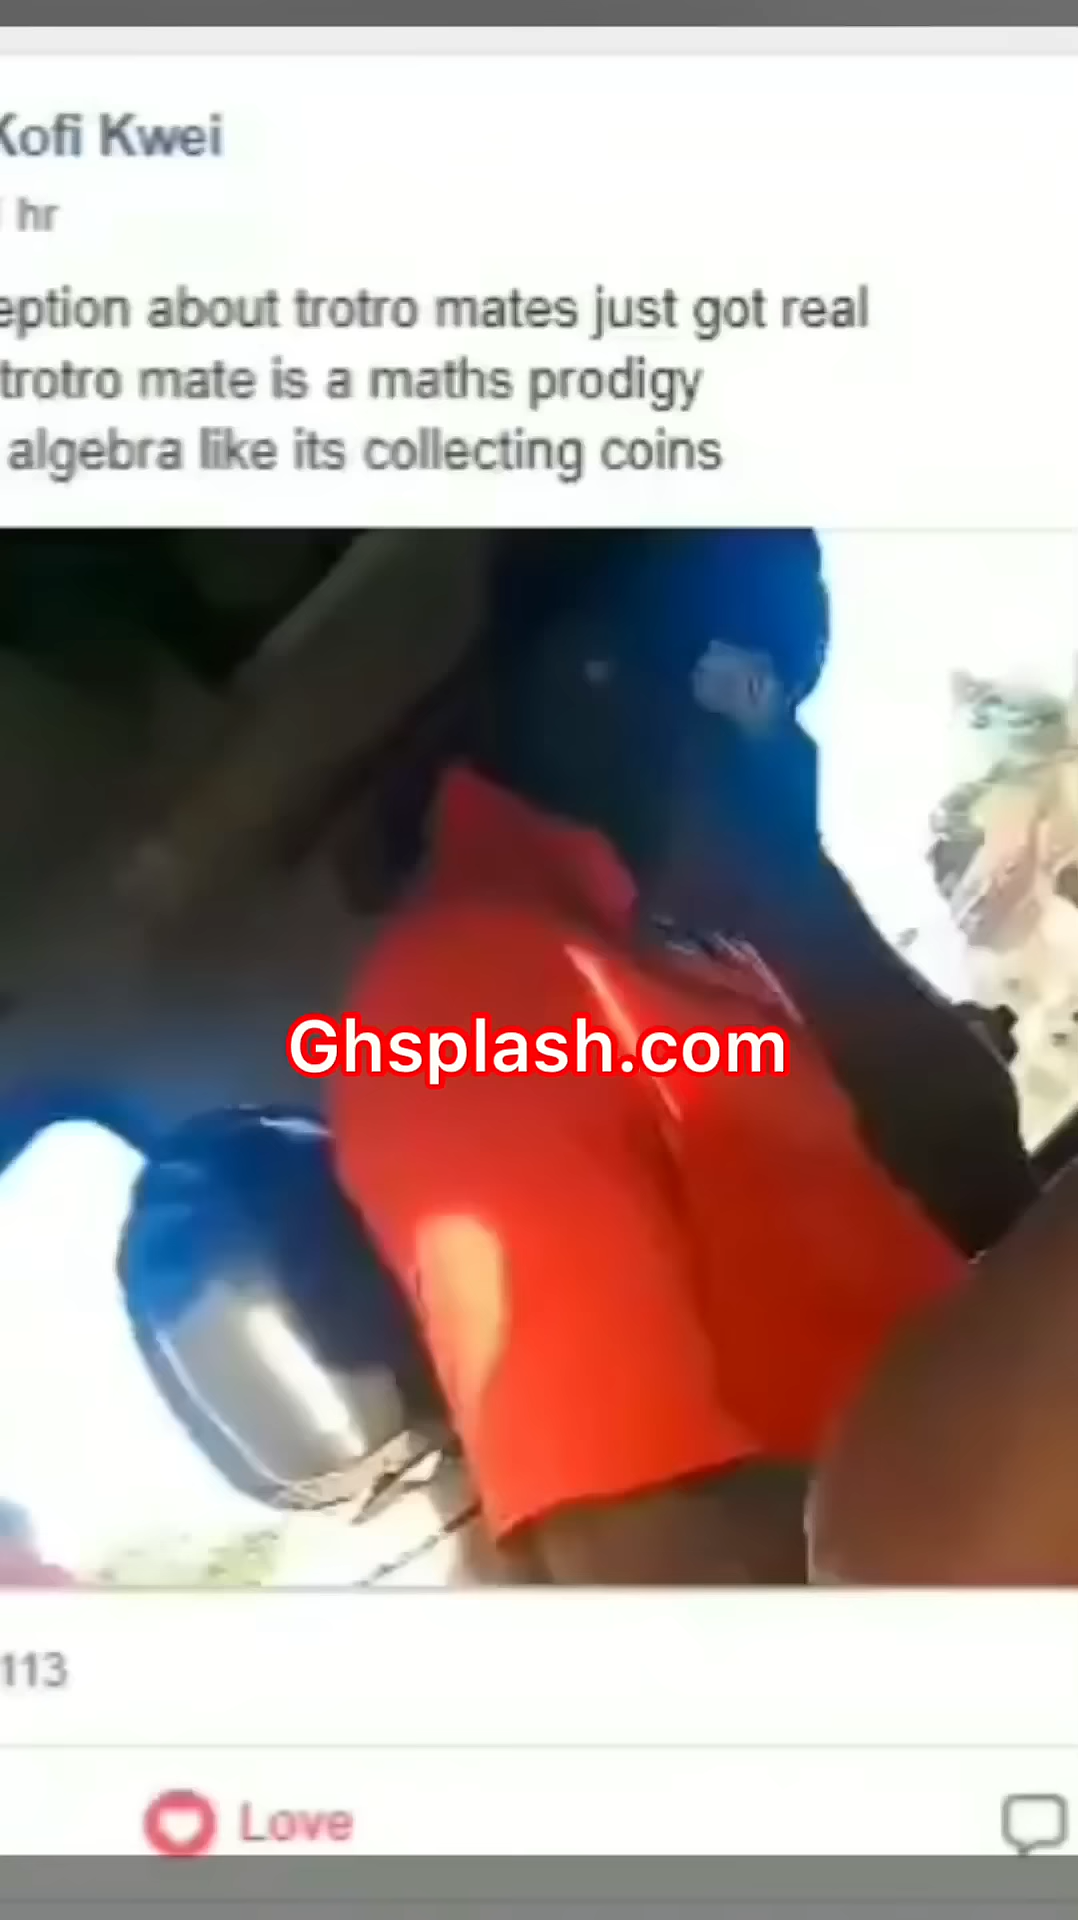 Kofi Kwei
hr
eption about trotro mates just got real
trotro mate is a maths prodigy
algebra like its collecting coins
Ghsplash.com
113
Love